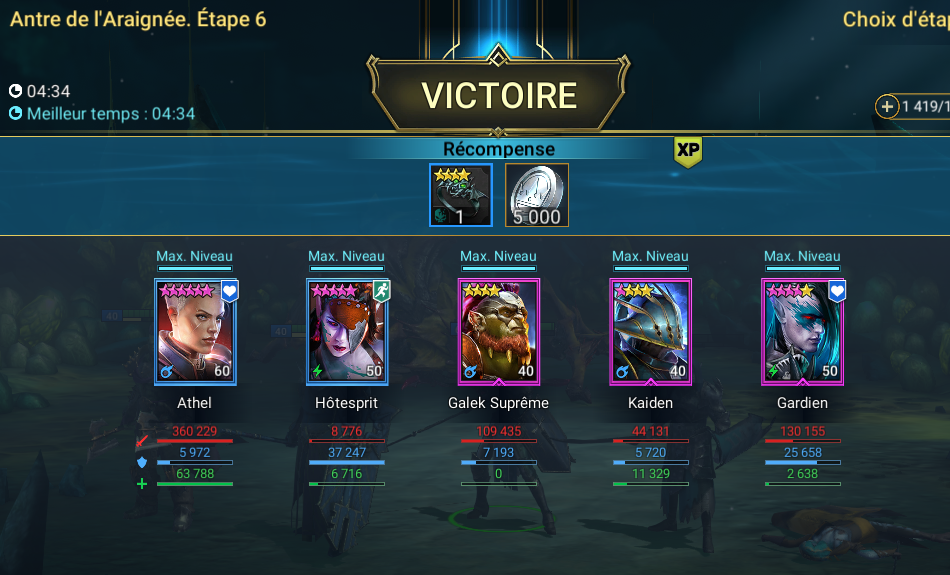 Antre de l'Araignée. Étape 6
Choix d'étap
04:34
Meilleur temps : 04:34
VICTOIRE
1 419/1
Récompense
XP
1
5 000
Max. Niveau
Max. Niveau
Max. Niveau
Max. Niveau
Max. Niveau
40
40
60
50
40
40
50
Athel
Hôtesprit
Galek Suprême
Kaiden
Gardien
360 229
8 776
109 435
44 131
130 155
5 972
37 247
7 193
5 720
25 658
63 788
6 716
0
11 329
2 638